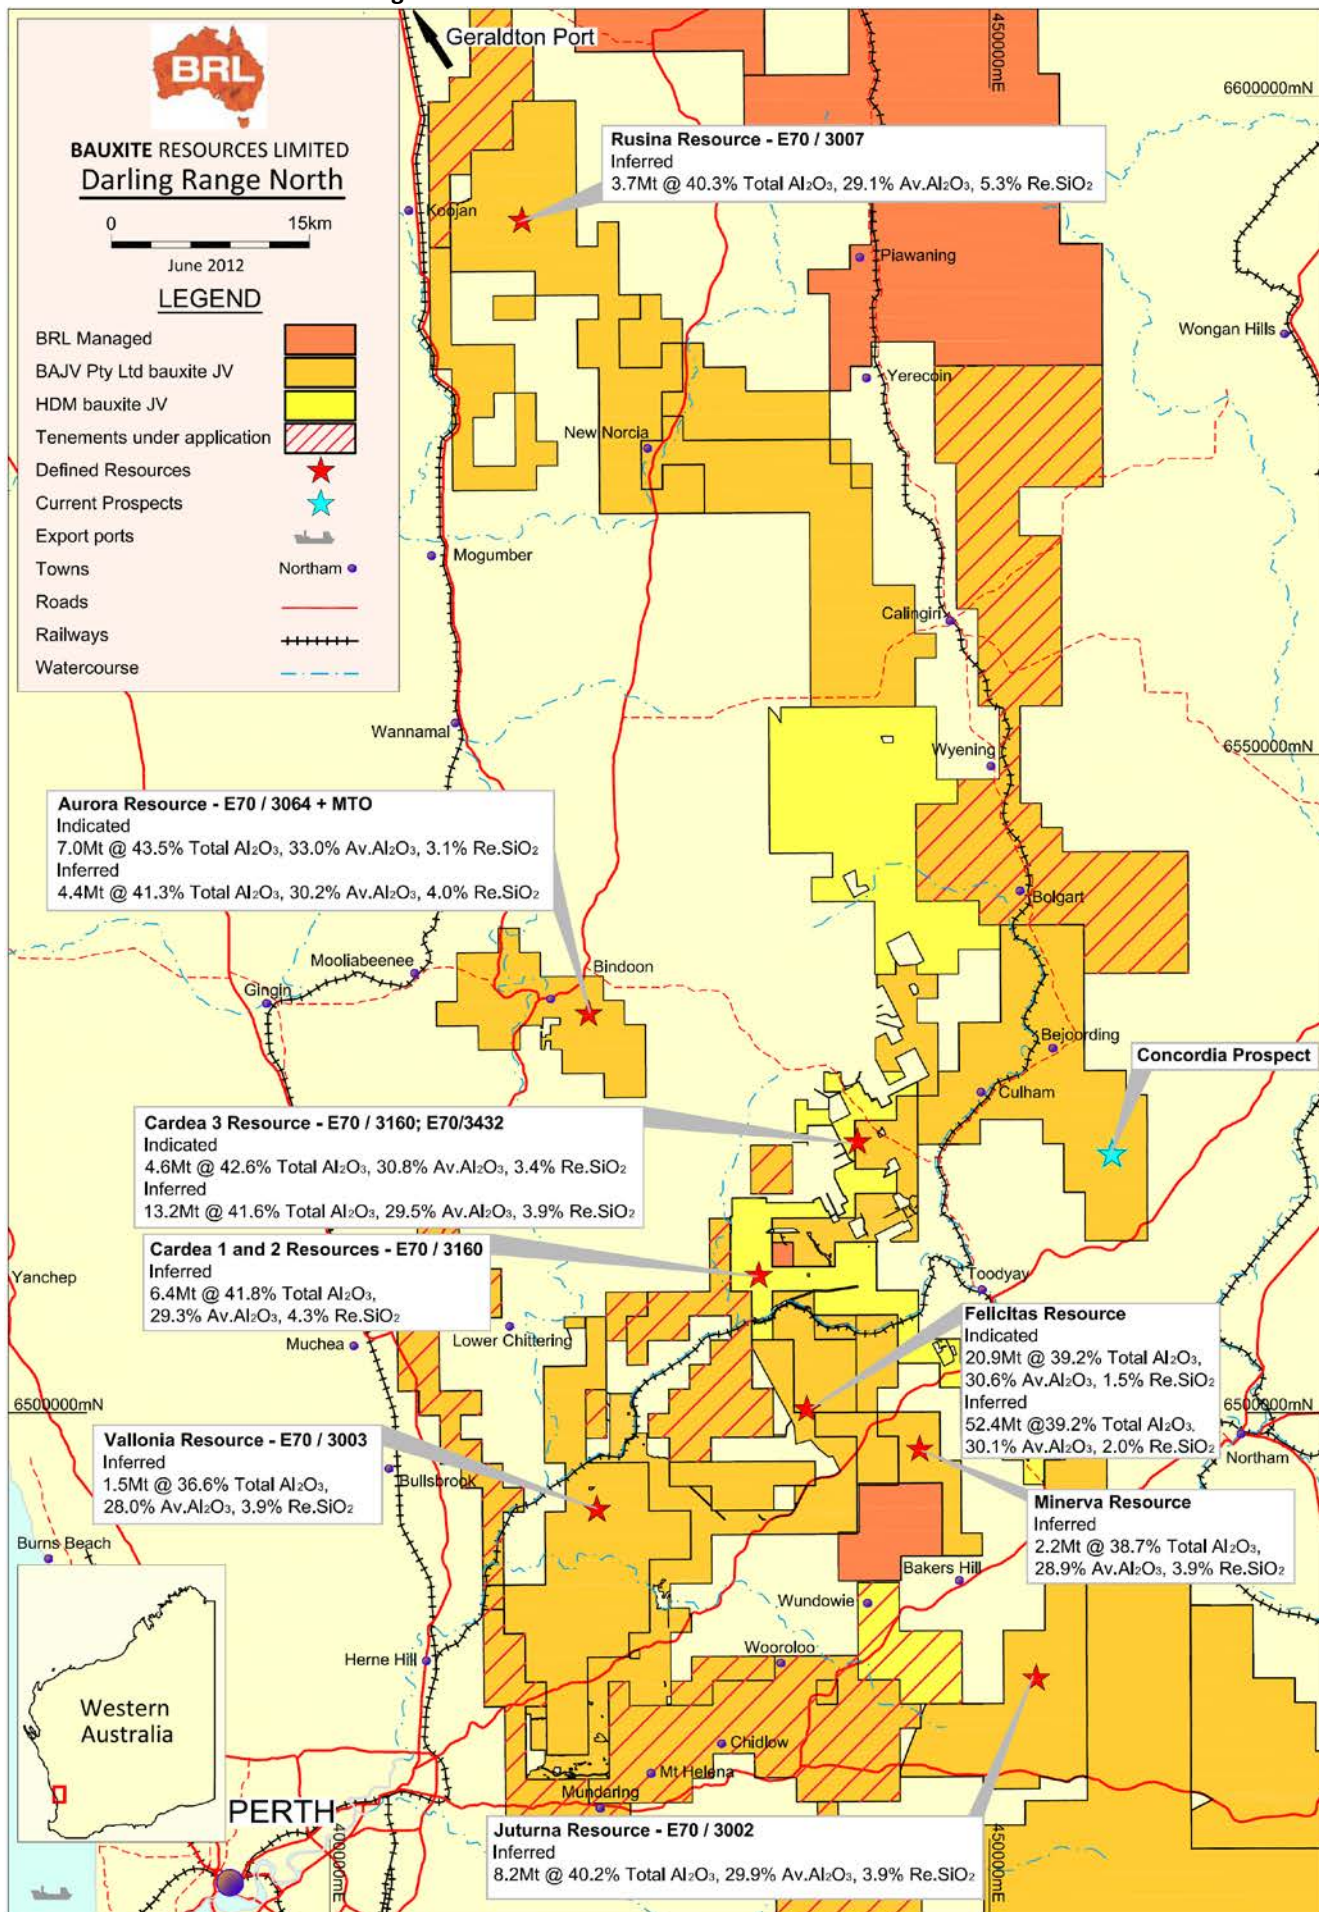 Geraldton Port
450000mE
6600000mN
BRL
BAUXITE RESOURCES LIMITED
Darling Range North
0 15km
June 2012
LEGEND
BRL Managed
BAJV Pty Ltd bauxite JV
HDM bauxite JV
Tenements under application
Defined Resources
Current Prospects
Export ports
Towns Northam
Roads
Railways
Watercourse
Rusina Resource - E70 / 3007
Inferred
3.7Mt @ 40.3% Total Al₂O₃, 29.1% Av.Al₂O₃, 5.3% Re.SiO₂
Koojan
Piawaning
Wongan Hills
Yerecoin
New Norcia
Mogumber
Calingiri
Wannamal
Wyening
6550000mN
Aurora Resource - E70 / 3064 + MTO
Indicated
7.0Mt @ 43.5% Total Al₂O₃, 33.0% Av.Al₂O₃, 3.1% Re.SiO₂
Inferred
4.4Mt @ 41.3% Total Al₂O₃, 30.2% Av.Al₂O₃, 4.0% Re.SiO₂
Bolgart
Mooliabeenee
Bindoon
Gingin
Bejoording
Concordia Prospect
Culham
Cardea 3 Resource - E70 / 3160; E70/3432
Indicated
4.6Mt @ 42.6% Total Al₂O₃, 30.8% Av.Al₂O₃, 3.4% Re.SiO₂
Inferred
13.2Mt @ 41.6% Total Al₂O₃, 29.5% Av.Al₂O₃, 3.9% Re.SiO₂
Cardea 1 and 2 Resources - E70 / 3160
Inferred
6.4Mt @ 41.8% Total Al₂O₃,
29.3% Av.Al₂O₃, 4.3% Re.SiO₂
Yanchep
Toodyay
Lower Chittering
Muchea
Felicitas Resource
Indicated
20.9Mt @ 39.2% Total Al₂O₃,
30.6% Av.Al₂O₃, 1.5% Re.SiO₂
Inferred
52.4Mt @39.2% Total Al₂O₃,
30.1% Av.Al₂O₃, 2.0% Re.SiO₂
6500000mN
6500000mN
Northam
Vallonia Resource - E70 / 3003
Inferred
1.5Mt @ 36.6% Total Al₂O₃,
28.0% Av.Al₂O₃, 3.9% Re.SiO₂
Bullsbrook
Minerva Resource
Inferred
2.2Mt @ 38.7% Total Al₂O₃,
28.9% Av.Al₂O₃, 3.9% Re.SiO₂
Burns Beach
Bakers Hill
Wundowie
Wooroloo
Herne Hill
Western
Australia
Chidlow
Mt Helena
Mundaring
PERTH
400000mE
Juturna Resource - E70 / 3002
Inferred
8.2Mt @ 40.2% Total Al₂O₃, 29.9% Av.Al₂O₃, 3.9% Re.SiO₂
450000mE